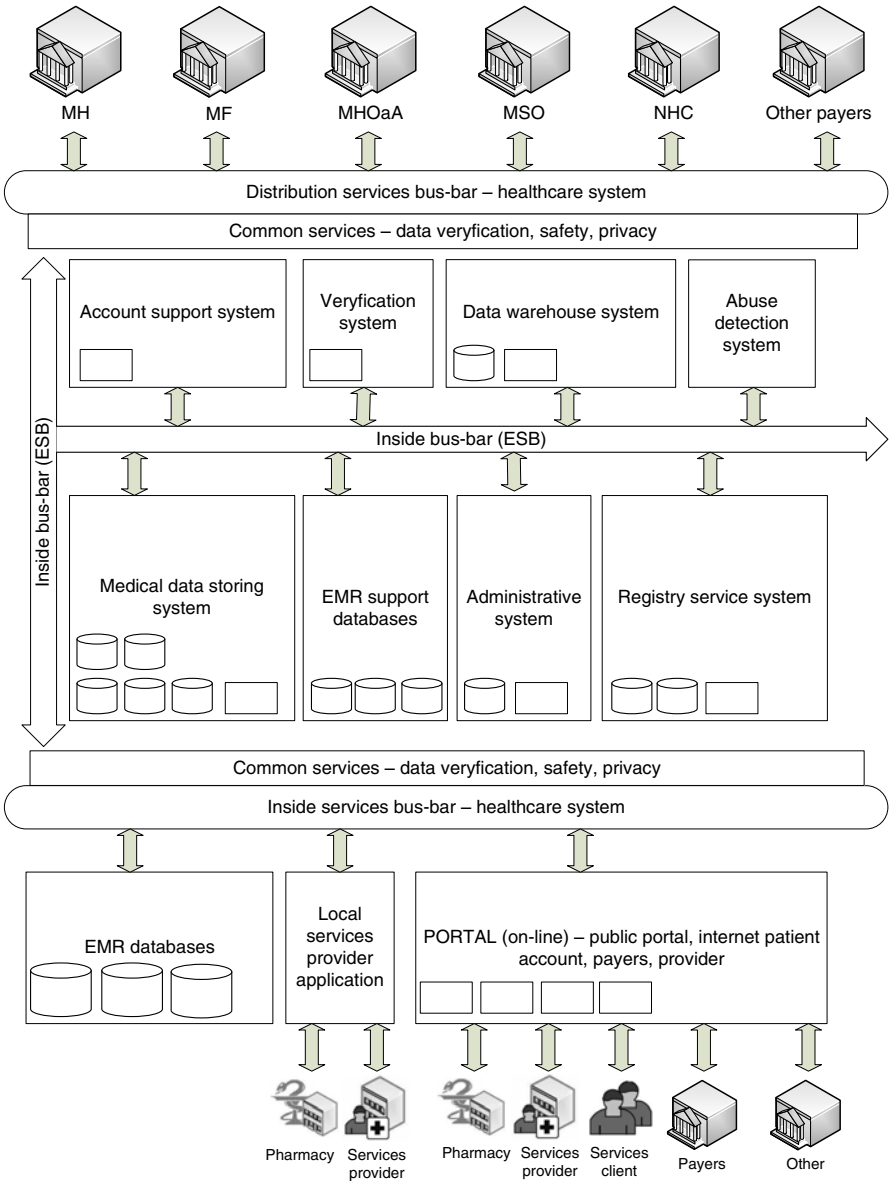 MH
MF
MHOaA
MSO
NHC
Other payers
Distribution services bus-bar – healthcare system
Common services – data veryfication, safety, privacy
Account support system
Veryfication
system
Data warehouse system
Abuse
detection
system
Inside bus-bar (ESB)
Inside bus-bar (ESB)
Medical data storing
system
EMR support
databases
Administrative
system
Registry service system
Common services – data veryfication, safety, privacy
Inside services bus-bar – healthcare system
EMR databases
Local
services
provider
application
PORTAL (on-line) – public portal, internet patient
account, payers, provider
Pharmacy
Services
provider
Pharmacy
Services
provider
Services
client
Payers
Other